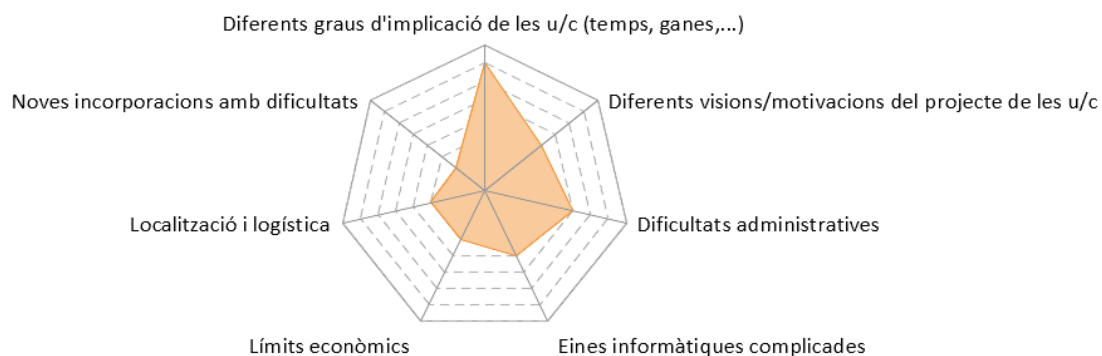 Diferents graus d'implicació de les u/c (temps, ganes,...)
Noves incorporacions amb dificultats
Diferents visions/motivacions del projecte de les u/c
Localització i logística
Dificultats administratives
Límits econòmics
Eines informàtiques complicades